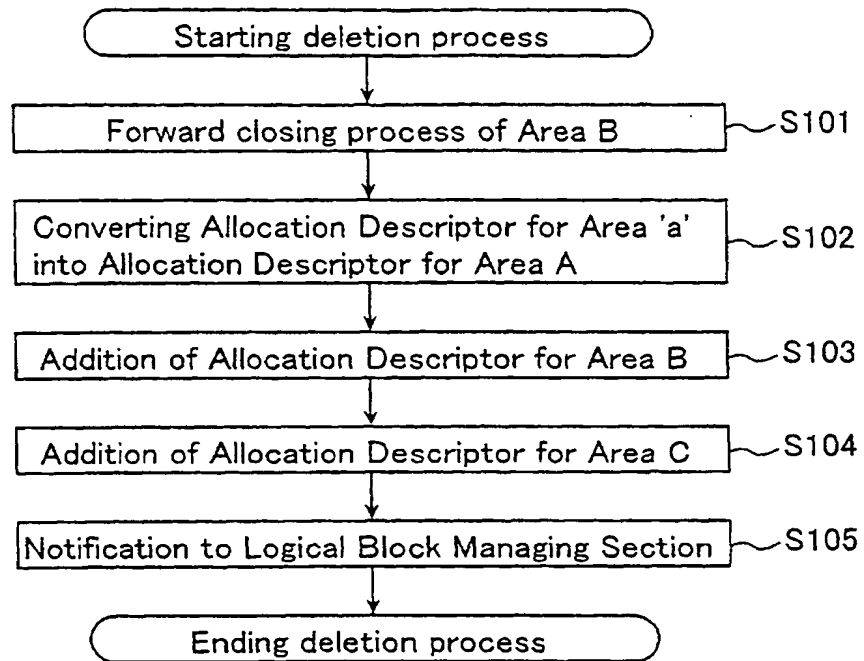 Starting deletion process
Forward closing process of Area B
S101
Converting Allocation Descriptor for Area 'a'
into Allocation Descriptor for Area A
S102
Addition of Allocation Descriptor for Area B
S103
Addition of Allocation Descriptor for Area C
S104
Notification to Logical Block Managing Section
S105
Ending deletion process